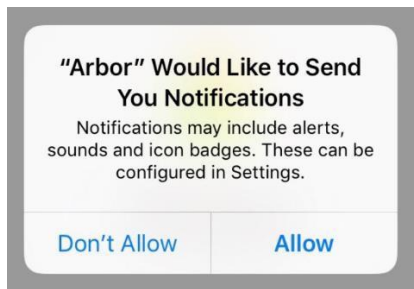 “Arbor” Would Like to Send
You Notifications
Notifications may include alerts,
sounds and icon badges. These can be
configured in Settings.
Don’t Allow
Allow